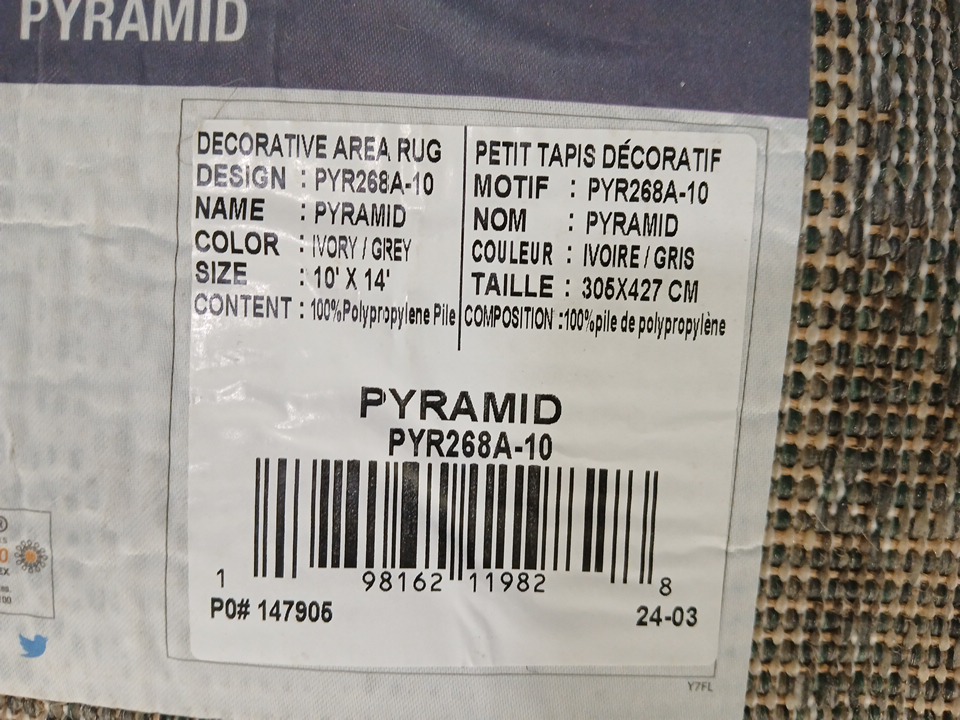 PYRAMID
DECORATIVE AREA RUG
DESIGN : PYR268A-10
NAME : PYRAMID
COLOR : IVORY / GREY
SIZE : 10' X 14'
CONTENT : 100%Polypropylene Pile
PETIT TAPIS DÉCORATIF
MOTIF : PYR268A-10
NOM : PYRAMID
COULEUR : IVOIRE / GRIS
TAILLE : 305X427 CM
COMPOSITION :100%pile de polypropylène
PYRAMID
PYR268A-10
1 98162 11982 8
PO# 147905
24-03
Y7FL